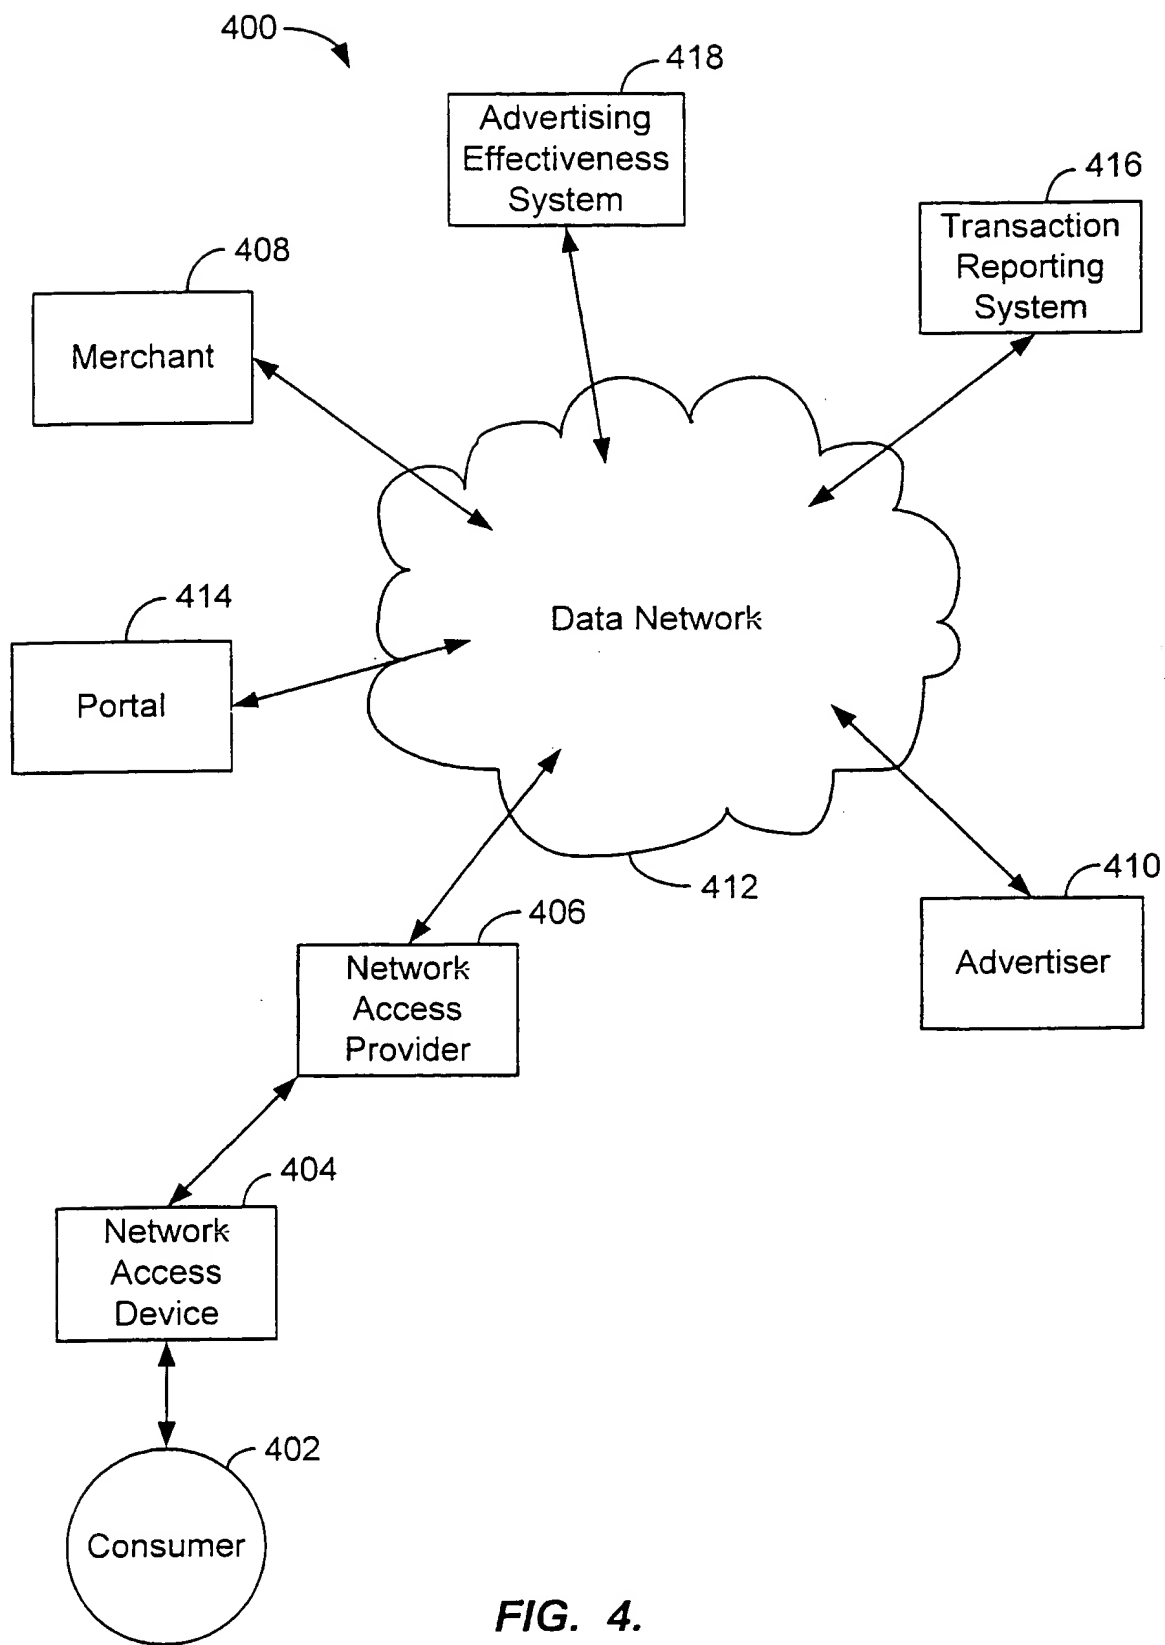 400
418
Advertising
Effectiveness
System
416
Transaction
Reporting
System
408
Merchant
414
Portal
Data Network
412
410
Advertiser
406
Network
Access
Provider
404
Network
Access
Device
402
Consumer
FIG. 4.